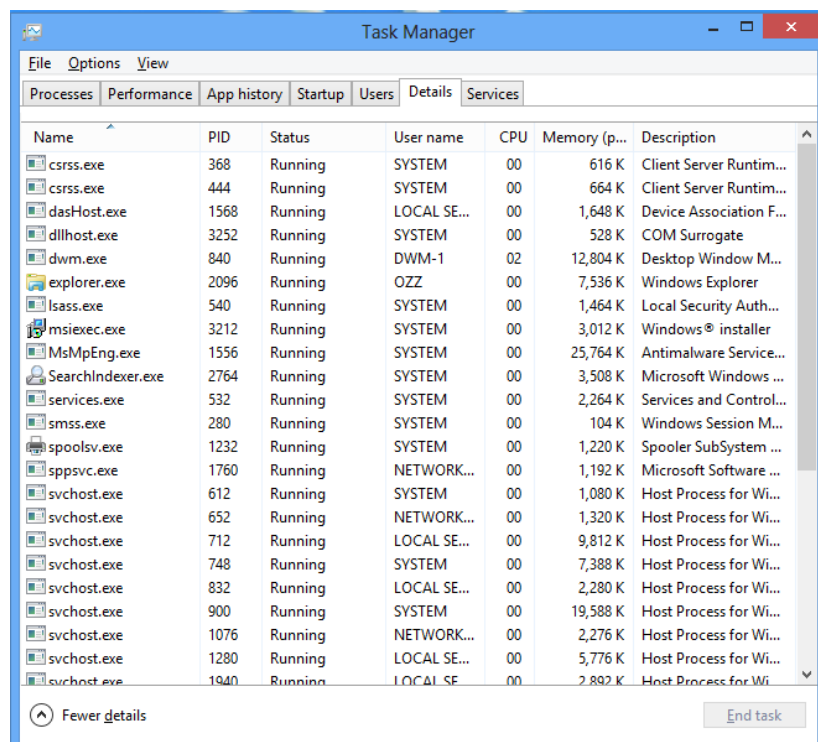 Task Manager
File Options View
Processes Performance App history Startup Users Details Services
Name PID Status User name CPU Memory (p... Description
csrss.exe 368 Running SYSTEM 00 616 K Client Server Runtim...
csrss.exe 444 Running SYSTEM 00 664 K Client Server Runtim...
dasHost.exe 1568 Running LOCAL SE... 00 1,648 K Device Association F...
dllhost.exe 3252 Running SYSTEM 00 528 K COM Surrogate
dwm.exe 840 Running DWM-1 02 12,804 K Desktop Window M...
explorer.exe 2096 Running OZZ 00 7,536 K Windows Explorer
lsass.exe 540 Running SYSTEM 00 1,464 K Local Security Auth...
msiexec.exe 3212 Running SYSTEM 00 3,012 K Windows® installer
MsMpEng.exe 1556 Running SYSTEM 00 25,764 K Antimalware Service...
SearchIndexer.exe 2764 Running SYSTEM 00 3,508 K Microsoft Windows ...
services.exe 532 Running SYSTEM 00 2,264 K Services and Control...
smss.exe 280 Running SYSTEM 00 104 K Windows Session M...
spoolsv.exe 1232 Running SYSTEM 00 1,220 K Spooler SubSystem ...
sppsvc.exe 1760 Running NETWORK... 00 1,192 K Microsoft Software ...
svchost.exe 612 Running SYSTEM 00 1,080 K Host Process for Wi...
svchost.exe 652 Running NETWORK... 00 1,320 K Host Process for Wi...
svchost.exe 712 Running LOCAL SE... 00 9,812 K Host Process for Wi...
svchost.exe 748 Running SYSTEM 00 7,388 K Host Process for Wi...
svchost.exe 832 Running LOCAL SE... 00 2,280 K Host Process for Wi...
svchost.exe 900 Running SYSTEM 00 19,588 K Host Process for Wi...
svchost.exe 1076 Running NETWORK... 00 2,276 K Host Process for Wi...
svchost.exe 1280 Running LOCAL SE... 00 5,776 K Host Process for Wi...
svchost.exe 1940 Running LOCAL SE... 00 2,892 K Host Process for Wi...
Fewer details End task